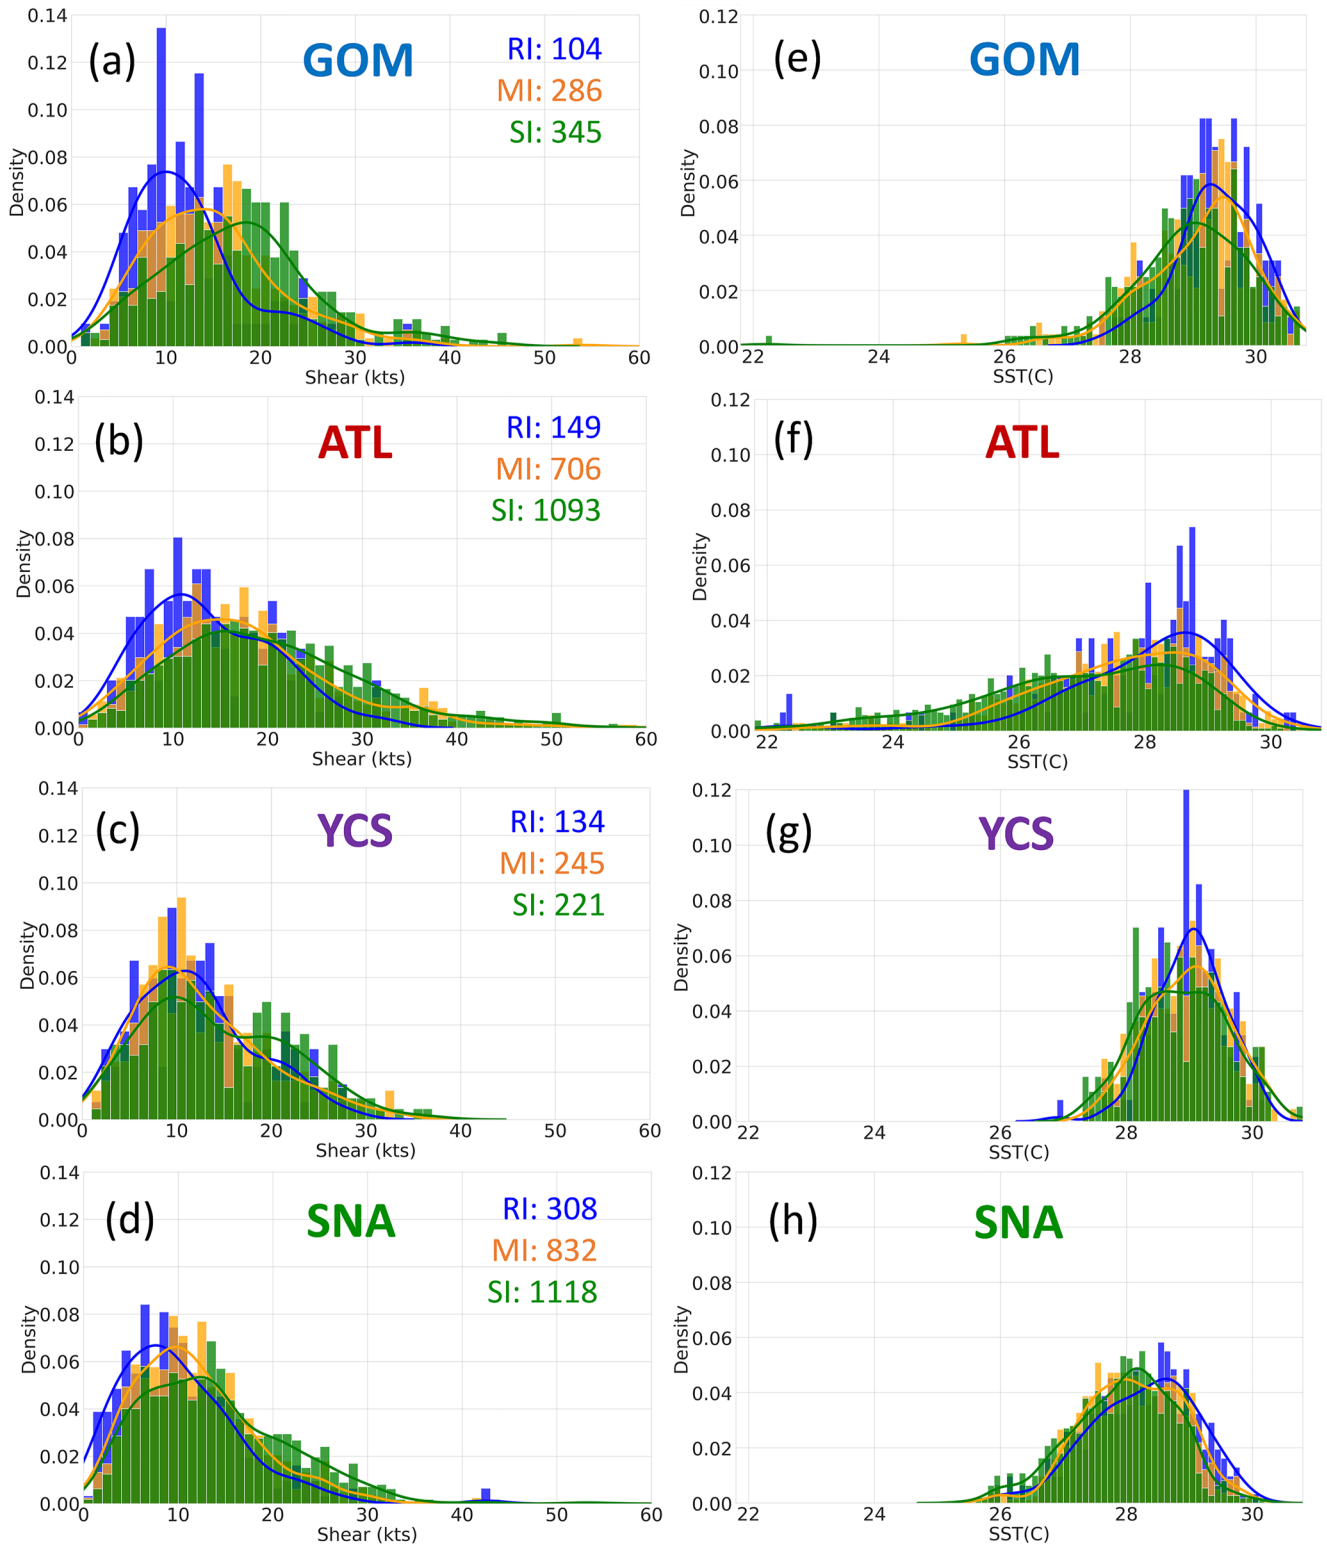 (a) GOM
RI: 104
MI: 286
SI: 345
Density
0.14
0.12
0.10
0.08
0.06
0.04
0.02
0.00
0 10 20 30 40 50 60
Shear (kts)
(e) GOM
Density
0.12
0.10
0.08
0.06
0.04
0.02
0.00
22 24 26 28 30
SST(C)
(b) ATL
RI: 149
MI: 706
SI: 1093
Density
0.14
0.12
0.10
0.08
0.06
0.04
0.02
0.00
0 10 20 30 40 50 60
Shear (kts)
(f) ATL
Density
0.12
0.10
0.08
0.06
0.04
0.02
0.00
22 24 26 28 30
SST(C)
(c) YCS
RI: 134
MI: 245
SI: 221
Density
0.14
0.12
0.10
0.08
0.06
0.04
0.02
0.00
0 10 20 30 40 50 60
Shear (kts)
(g) YCS
Density
0.12
0.10
0.08
0.06
0.04
0.02
0.00
22 24 26 28 30
SST(C)
(d) SNA
RI: 308
MI: 832
SI: 1118
Density
0.14
0.12
0.10
0.08
0.06
0.04
0.02
0.00
0 10 20 30 40 50 60
Shear (kts)
(h) SNA
Density
0.12
0.10
0.08
0.06
0.04
0.02
0.00
22 24 26 28 30
SST(C)